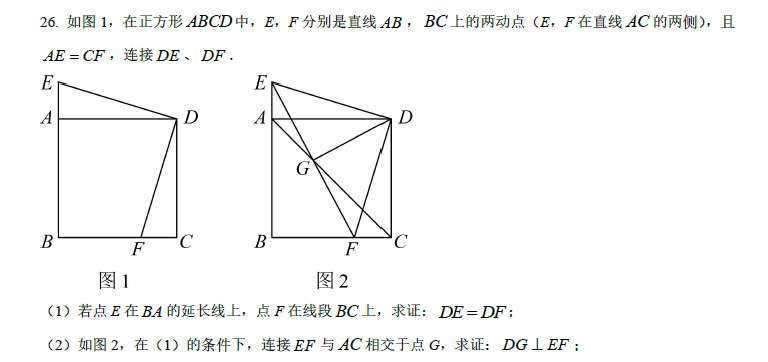 26. 如图 1，在正方形 ABCD 中，E，F 分别是直线 AB ， BC 上的两动点（E，F 在直线 AC 的两侧），且
AE = CF ，连接 DE 、 DF ．
E
A
D
B
F
C
图 1
E
A
D
G
B
F
C
图 2
（1）若点 E 在 BA 的延长线上，点 F 在线段 BC 上，求证： DE = DF ；
（2）如图 2，在（1）的条件下，连接 EF 与 AC 相交于点 G，求证： DG ⊥ EF ；